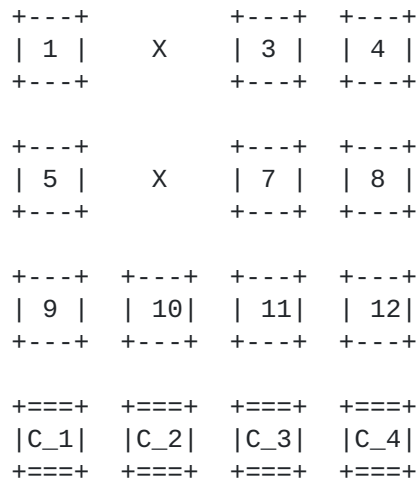 +---+ +---+ +---+
| 1 | X | 3 | | 4 |
+---+ +---+ +---+
+---+ +---+ +---+
| 5 | X | 7 | | 8 |
+---+ +---+ +---+
+---+ +---+ +---+ +---+
| 9 | | 10| | 11| | 12|
+---+ +---+ +---+ +---+
+===+ +===+ +===+ +===+
|C_1| |C_2| |C_3| |C_4|
+===+ +===+ +===+ +===+